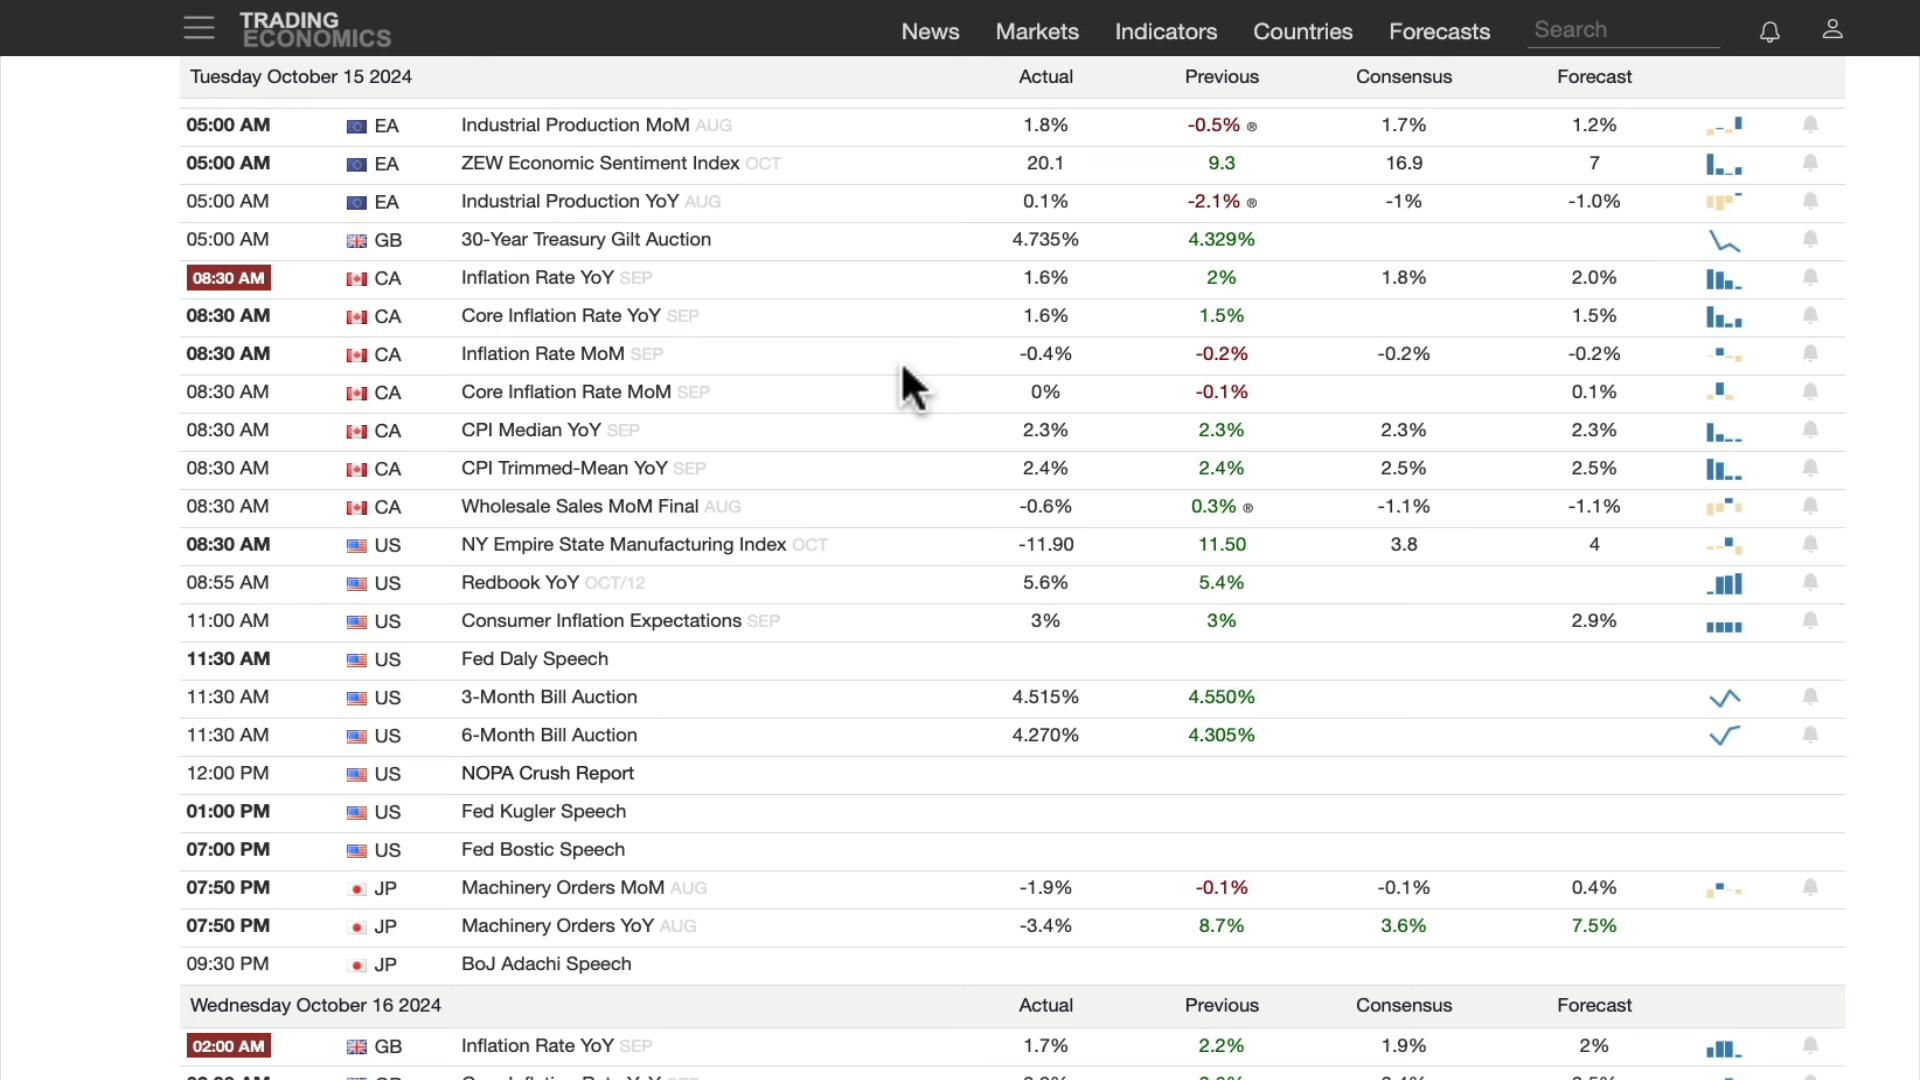 TRADING
ECONOMICS
News Markets Indicators Countries Forecasts Search
Tuesday October 15 2024 Actual Previous Consensus Forecast
05:00 AM EA Industrial Production MoM AUG 1.8% -0.5% ® 1.7% 1.2%
05:00 AM EA ZEW Economic Sentiment Index OCT 20.1 9.3 16.9 7
05:00 AM EA Industrial Production YoY AUG 0.1% -2.1% ® -1% -1.0%
05:00 AM GB 30-Year Treasury Gilt Auction 4.735% 4.329%
08:30 AM CA Inflation Rate YoY SEP 1.6% 2% 1.8% 2.0%
08:30 AM CA Core Inflation Rate YoY SEP 1.6% 1.5% 1.5%
08:30 AM CA Inflation Rate MoM SEP -0.4% -0.2% -0.2% -0.2%
08:30 AM CA Core Inflation Rate MoM SEP 0% -0.1% 0.1%
08:30 AM CA CPI Median YoY SEP 2.3% 2.3% 2.3% 2.3%
08:30 AM CA CPI Trimmed-Mean YoY SEP 2.4% 2.4% 2.5% 2.5%
08:30 AM CA Wholesale Sales MoM Final AUG -0.6% 0.3% ® -1.1% -1.1%
08:30 AM US NY Empire State Manufacturing Index OCT -11.90 11.50 3.8 4
08:55 AM US Redbook YoY OCT/12 5.6% 5.4%
11:00 AM US Consumer Inflation Expectations SEP 3% 3% 2.9%
11:30 AM US Fed Daly Speech
11:30 AM US 3-Month Bill Auction 4.515% 4.550%
11:30 AM US 6-Month Bill Auction 4.270% 4.305%
12:00 PM US NOPA Crush Report
01:00 PM US Fed Kugler Speech
07:00 PM US Fed Bostic Speech
07:50 PM JP Machinery Orders MoM AUG -1.9% -0.1% -0.1% 0.4%
07:50 PM JP Machinery Orders YoY AUG -3.4% 8.7% 3.6% 7.5%
09:30 PM JP BoJ Adachi Speech
Wednesday October 16 2024 Actual Previous Consensus Forecast
02:00 AM GB Inflation Rate YoY SEP 1.7% 2.2% 1.9% 2%